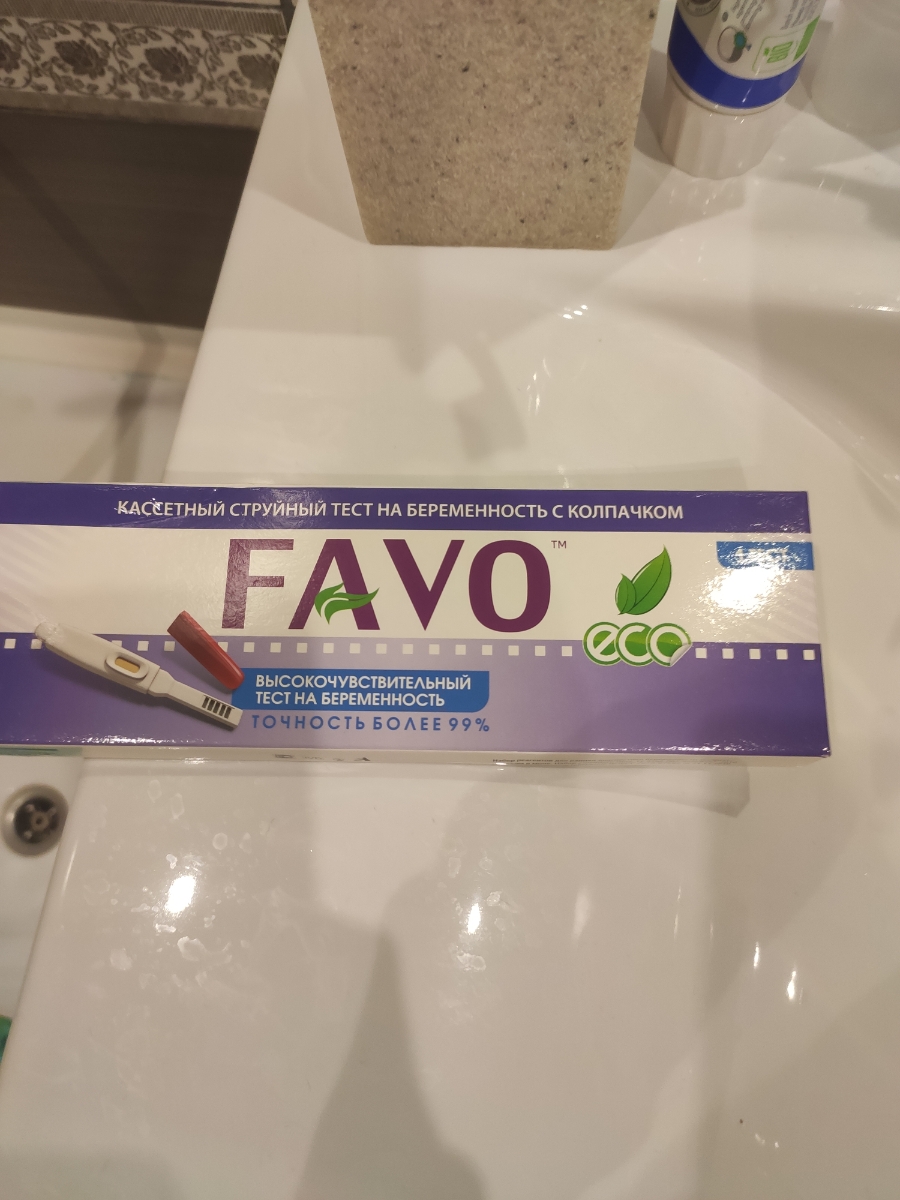 КАССЕТНЫЙ СТРУЙНЫЙ ТЕСТ НА БЕРЕМЕННОСТЬ С КОЛПАЧКОМ
FAVO™
eco
ВЫСОКОЧУВСТВИТЕЛЬНЫЙ
ТЕСТ НА БЕРЕМЕННОСТЬ
ТОЧНОСТЬ БОЛЕЕ 99%